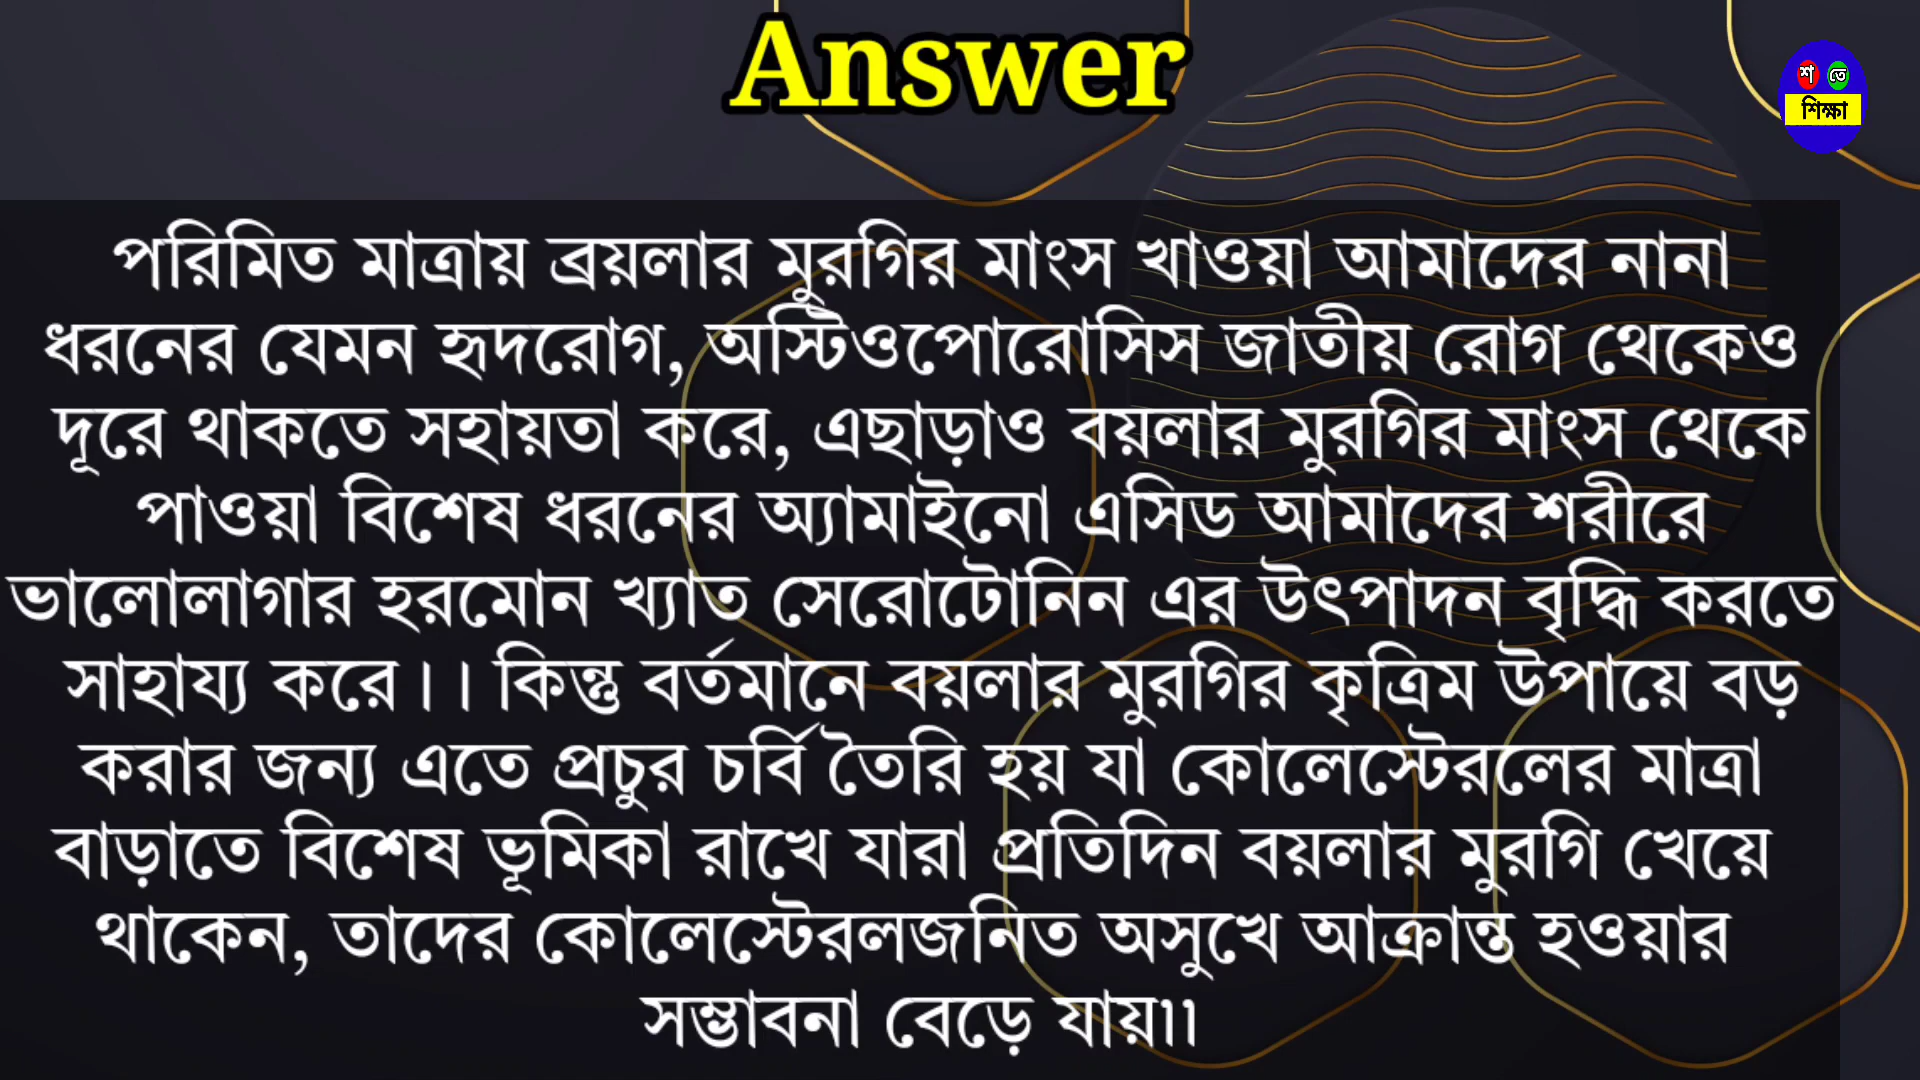 Answer
শ তে
শিক্ষা
পরিমিত মাত্রায় ব্রয়লার মুরগির মাংস খাওয়া আমাদের নানা
ধরনের যেমন হৃদরোগ, অস্টিওপোরোসিস জাতীয় রোগ থেকেও
দূরে থাকতে সহায়তা করে, এছাড়াও বয়লার মুরগির মাংস থেকে
পাওয়া বিশেষ ধরনের অ্যামাইনো এসিড আমাদের শরীরে
ভালোলাগার হরমোন খ্যাত সেরোটোনিন এর উৎপাদন বৃদ্ধি করতে
সাহায্য করে।। কিন্তু বর্তমানে বয়লার মুরগির কৃত্রিম উপায়ে বড়
করার জন্য এতে প্রচুর চর্বি তৈরি হয় যা কোলেস্টেরলের মাত্রা
বাড়াতে বিশেষ ভূমিকা রাখে যারা প্রতিদিন বয়লার মুরগি খেয়ে
থাকেন, তাদের কোলেস্টেরলজনিত অসুখে আক্রান্ত হওয়ার
সম্ভাবনা বেড়ে যায়৷৷